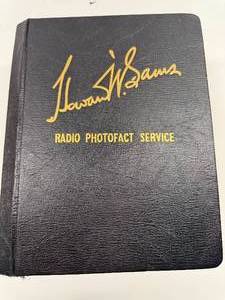 Howard W. Sams
RADIO PHOTOFACT SERVICE